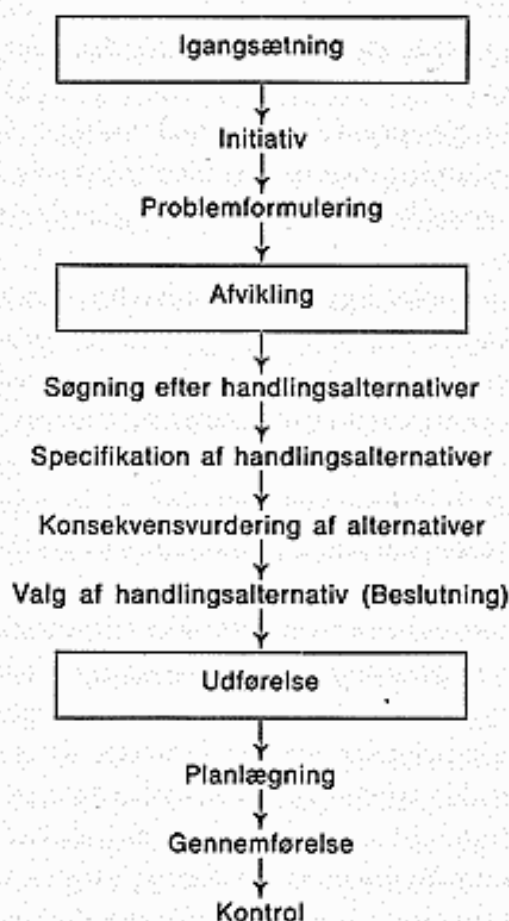 Igangsætning
Initiativ
Problemformulering
Afvikling
Søgning efter handlingsalternativer
Specifikation af handlingsalternativer
Konsekvensvurdering af alternativer
Valg af handlingsalternativ (Beslutning)
Udførelse
Planlægning
Gennemførelse
Kontrol